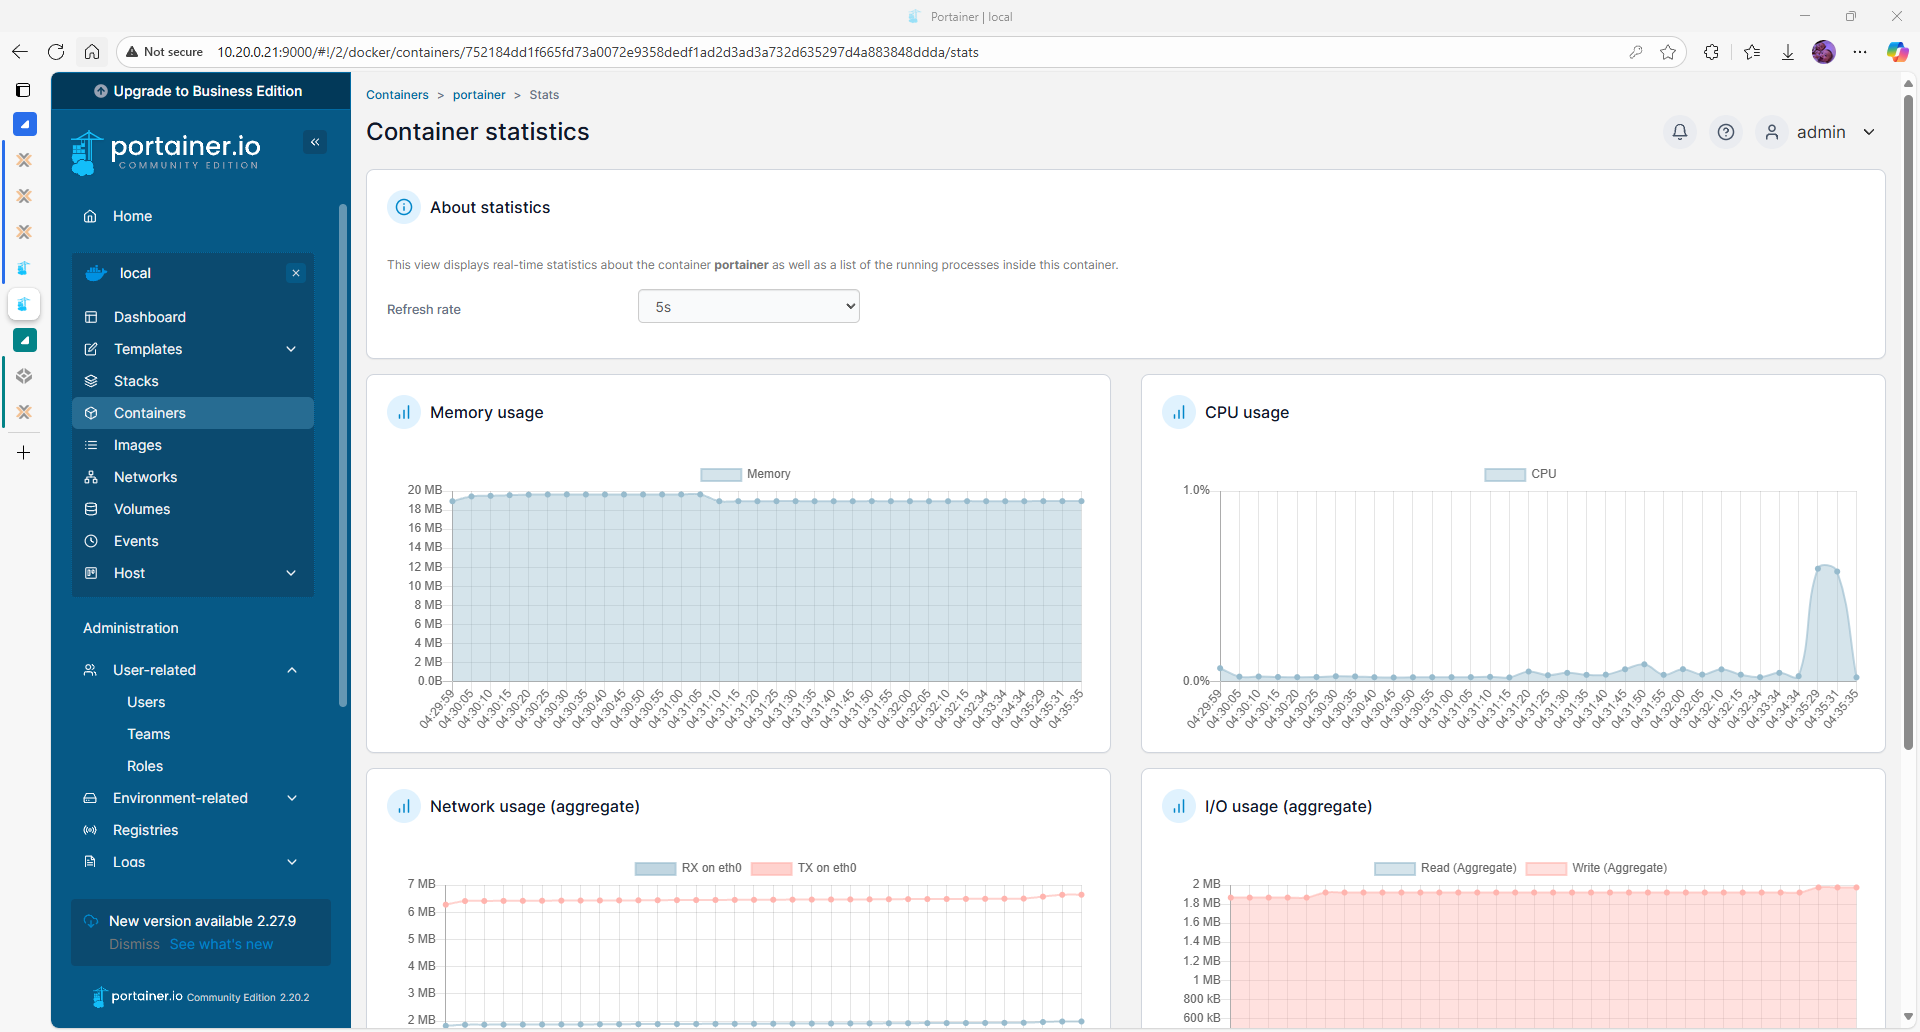 Portainer | local
Not secure 10.20.0.21:9000/#!/2/docker/containers/752184dd1f665fd73a0072e9358dedf1ad2d3ad3a732d635297d4a883848ddda/stats
Upgrade to Business Edition
portainer.io
COMMUNITY EDITION
Home
local
Dashboard
Templates
Stacks
Containers
Images
Networks
Volumes
Events
Host
Administration
User-related
Users
Teams
Roles
Environment-related
Registries
Logs
New version available 2.27.9
Dismiss See what's new
portainer.io Community Edition 2.20.2
Containers > portainer > Stats
Container statistics
admin
About statistics
This view displays real-time statistics about the container portainer as well as a list of the running processes inside this container.
Refresh rate 5s
Memory usage
Memory
20 MB
18 MB
16 MB
14 MB
12 MB
10 MB
8 MB
6 MB
4 MB
2 MB
0.0B
04:29:59 04:30:05 04:30:10 04:30:15 04:30:20 04:30:25 04:30:30 04:30:35 04:30:40 04:30:45 04:30:50 04:30:55 04:31:00 04:31:05 04:31:10 04:31:15 04:31:20 04:31:25 04:31:30 04:31:35 04:31:40 04:31:45 04:31:50 04:31:55 04:32:00 04:32:05 04:32:10 04:32:15 04:32:34 04:33:34 04:34:34 04:35:29 04:35:31 04:35:35
CPU usage
CPU
1.0%
0.0%
04:29:59 04:30:05 04:30:10 04:30:15 04:30:20 04:30:25 04:30:30 04:30:35 04:30:40 04:30:45 04:30:50 04:30:55 04:31:00 04:31:05 04:31:10 04:31:15 04:31:20 04:31:25 04:31:30 04:31:35 04:31:40 04:31:45 04:31:50 04:31:55 04:32:00 04:32:05 04:32:10 04:32:15 04:32:34 04:33:34 04:34:34 04:35:29 04:35:31 04:35:35
Network usage (aggregate)
RX on eth0 TX on eth0
7 MB
6 MB
5 MB
4 MB
3 MB
2 MB
I/O usage (aggregate)
Read (Aggregate) Write (Aggregate)
2 MB
1.8 MB
1.6 MB
1.4 MB
1.2 MB
1 MB
800 kB
600 kB